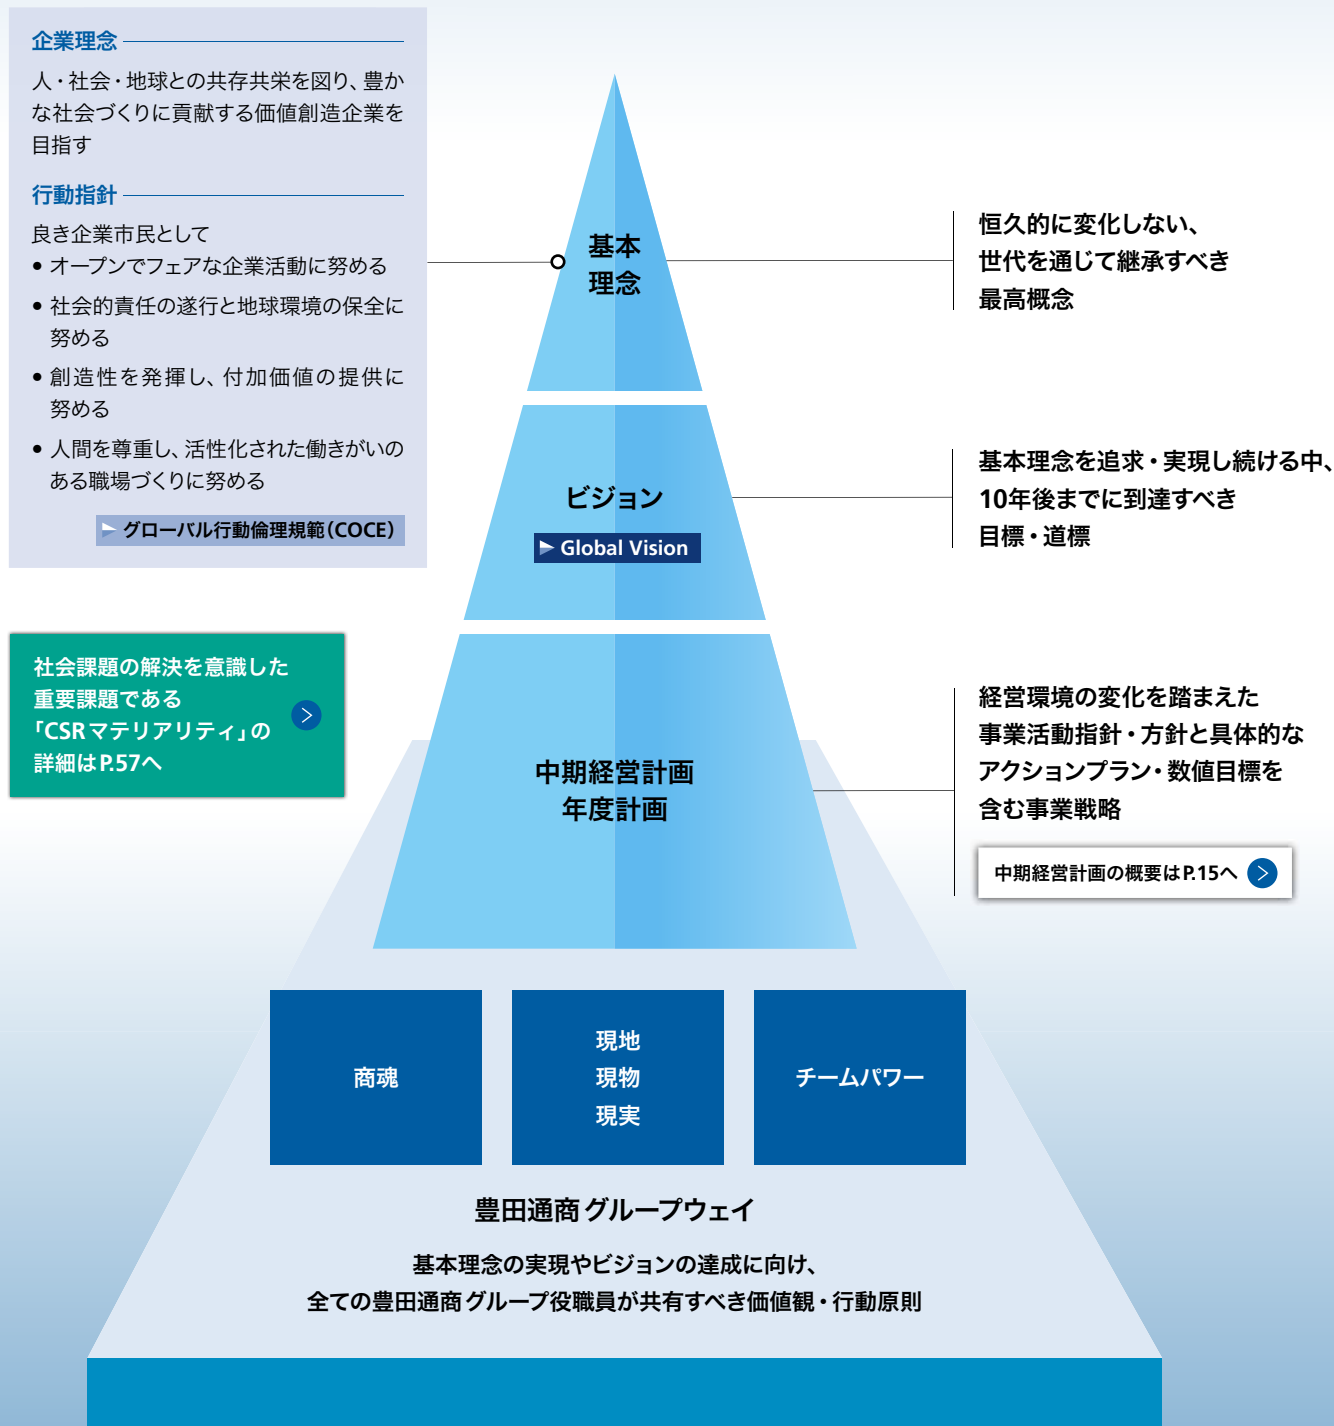 企業理念
人・社会・地球との共存共栄を図り、豊か
な社会づくりに貢献する価値創造企業を
目指す
行動指針
良き企業市民として
• オープンでフェアな企業活動に努める
• 社会的責任の遂行と地球環境の保全に
努める
• 創造性を発揮し、付加価値の提供に
努める
• 人間を尊重し、活性化された働きがいの
ある職場づくりに努める
グローバル行動倫理規範（COCE）
社会課題の解決を意識した
重要課題である
「CSRマテリアリティ」の
詳細はP.57へ
基本
理念
恒久的に変化しない、
世代を通じて継承すべき
最高概念
ビジョン
Global Vision
基本理念を追求・実現し続ける中、
10年後までに到達すべき
目標・道標
中期経営計画
年度計画
経営環境の変化を踏まえた
事業活動指針・方針と具体的な
アクションプラン・数値目標を
含む事業戦略
中期経営計画の概要はP.15へ
商魂
現地
現物
現実
チームパワー
豊田通商グループウェイ
基本理念の実現やビジョンの達成に向け、
全ての豊田通商グループ役職員が共有すべき価値観・行動原則